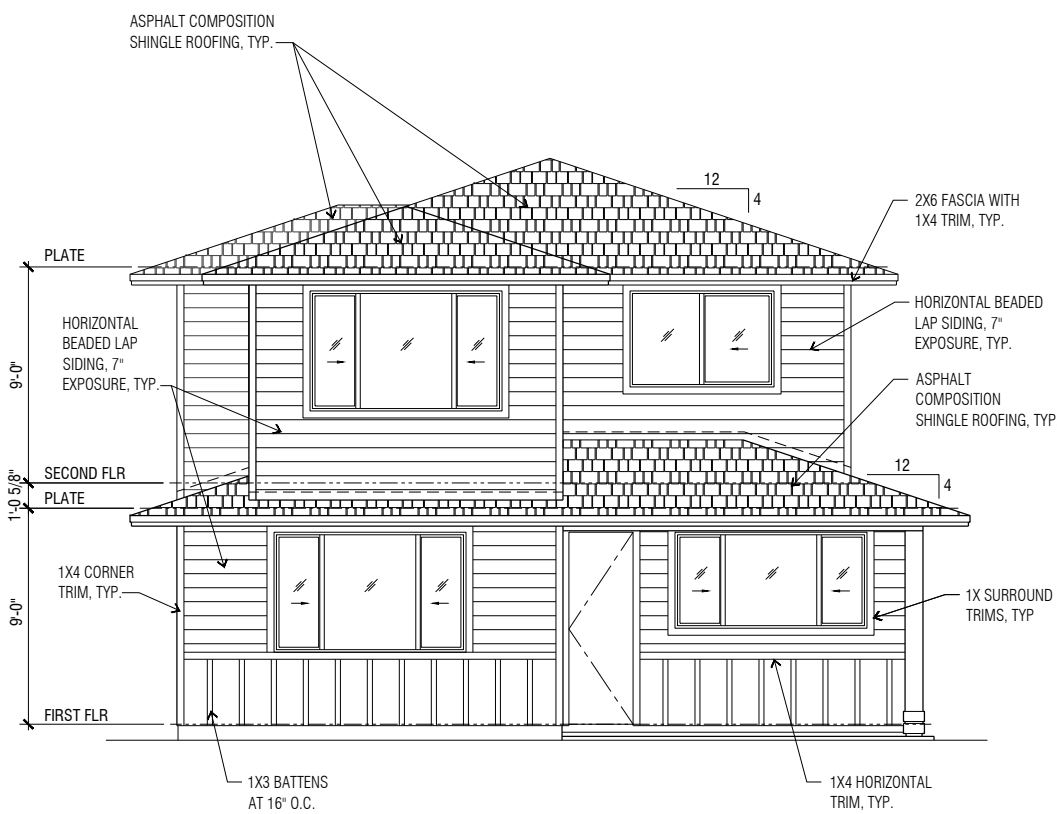 ASPHALT COMPOSITION
SHINGLE ROOFING, TYP.
12
4
2X6 FASCIA WITH
1X4 TRIM, TYP.
PLATE
HORIZONTAL
BEADED LAP
SIDING, 7"
EXPOSURE, TYP.
HORIZONTAL BEADED
LAP SIDING, 7"
EXPOSURE, TYP.
9'-0"
ASPHALT
COMPOSITION
SHINGLE ROOFING, TYP
SECOND FLR
12
4
1'-0 5/8"
PLATE
1X4 CORNER
TRIM, TYP.
9'-0"
1X SURROUND
TRIMS, TYP
FIRST FLR
1X3 BATTENS
AT 16" O.C.
1X4 HORIZONTAL
TRIM, TYP.